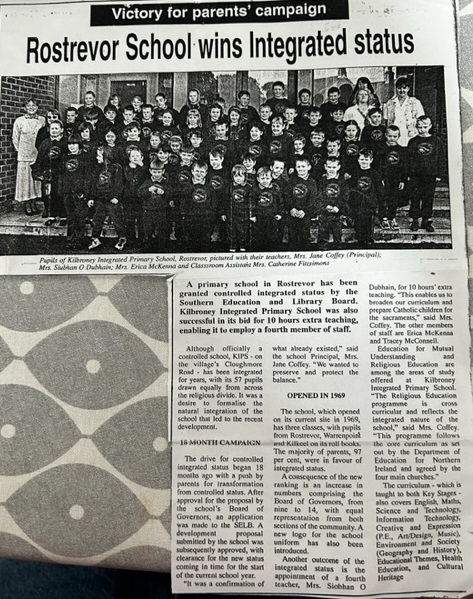 Victory for parents' campaign
Rostrevor School wins Integrated status
Pupils of Kilbroney Integrated Primary School, Rostrevor, pictured with their teachers, Mrs. Jane Coffey (Principal);
Mrs. Siubhan O Dubhain; Mrs. Erica McKenna and Classroom Assistant Mrs. Catherine Fitzsimons
A primary school in Rostrevor has been
granted controlled integrated status by the
Southern Education and Library Board.
Kilbroney Integrated Primary School was also
successful in its bid for 10 hours extra teaching,
enabling it to employ a fourth member of staff.
Although officially a
controlled school, KIPS - on
the village's Cloughmore
Road - has been integrated
for years, with its 57 pupils
drawn equally from across
the religious divide. It was a
desire to formalise the
natural integration of the
school that led to the recent
development.
18 MONTH CAMPAIGN
The drive for controlled
integrated status began 18
months ago with a push by
parents for transformation
from controlled status. After
approval for the proposal by
the school's Board of
Governors, an application
was made to the SELB. A
development proposal
submitted by the school was
subsequently approved, with
clearance for the new status
coming in time for the start
of the current school year.
"It was a confirmation of
what already existed," said
the school Principal, Mrs
Jane Coffey. "We wanted to
preserve and protect the
balance."
OPENED IN 1969
The school, which opened
on its current site in 1969,
has three classes, with pupils
from Rostrevor, Warrenpoint
and Kilkeel on its roll books.
The majority of parents, 97
per cent, were in favour of
integrated status.
A consequence of the new
ranking is an increase in
numbers comprising the
Board of Governors, from
nine to 14, with equal
representation from both
sections of the community. A
new logo for the school
uniform has also been
introduced.
Another outcome of the
integrated status is the
appointment of a fourth
teacher, Mrs. Siobhan O
Dubhain, for 10 hours' extra
teaching. "This enables us to
broaden our curriculum and
prepare Catholic children for
the sacraments," said Mrs.
Coffey. The other members
of staff are Erica McKenna
and Tracey McConnell.
Education for Mutual
Understanding and
Religious Education are
among the areas of study
offered at Kilbroney
Integrated Primary School.
"The Religious Education
programme is cross
curricular and reflects the
integrated nature of the
school," said Mrs. Coffey.
"This programme follows
the core curriculum as set
out by the Department of
Education for Northern
Ireland and agreed by the
four main churches."
The curriculum - which is
taught to both Key Stages -
also covers English, Maths,
Science and Technology,
Information Technology,
Creative and Expression
(P.E., Art/Design, Music),
Environment and Society
(Geography and History),
Educational Themes, Health
Education, and Cultural
Heritage